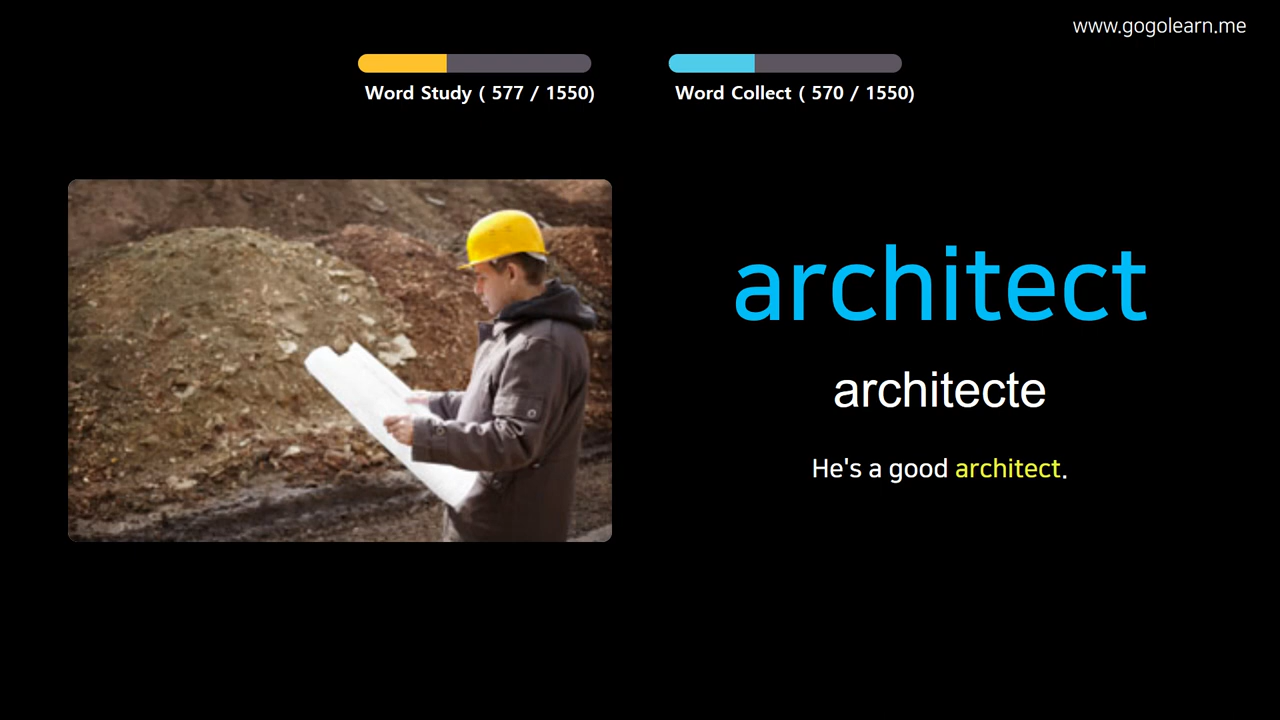 www.gogolearn.me
Word Study ( 577 / 1550)
Word Collect ( 570 / 1550)
architect
architecte
He's a good architect.